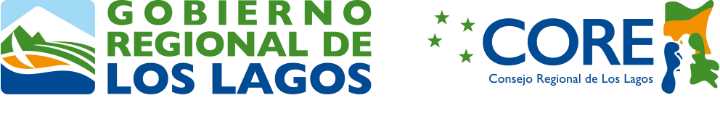 GOBIERNO
REGIONAL DE
LOS LAGOS
CORE
Consejo Regional de Los Lagos